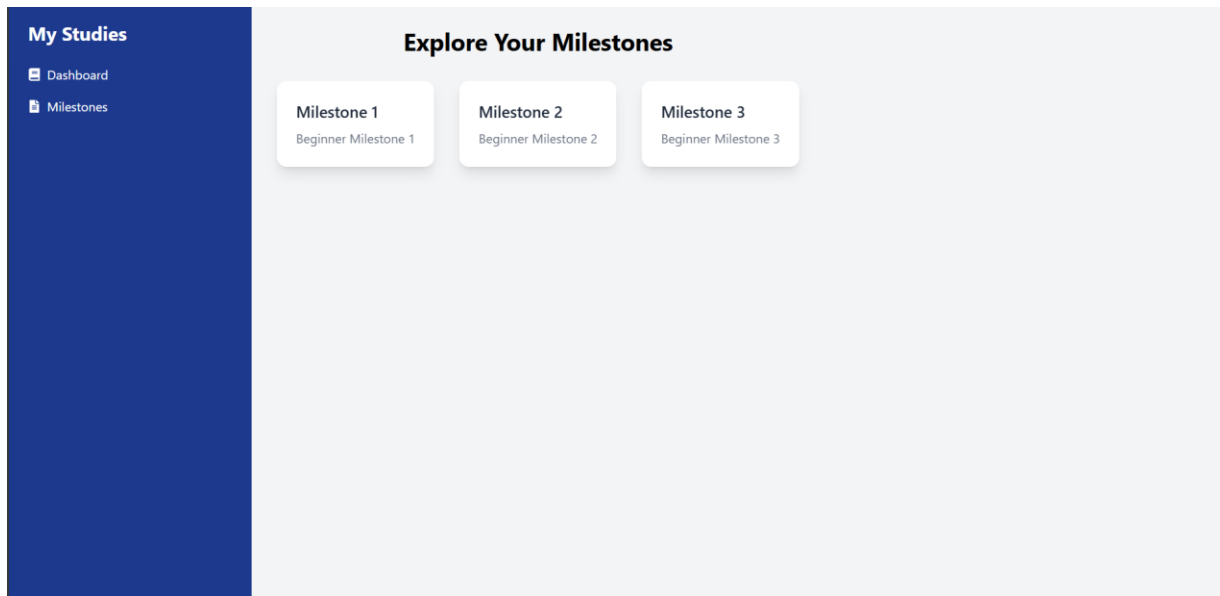 My Studies
Dashboard
Milestones
Explore Your Milestones
Milestone 1
Beginner Milestone 1
Milestone 2
Beginner Milestone 2
Milestone 3
Beginner Milestone 3